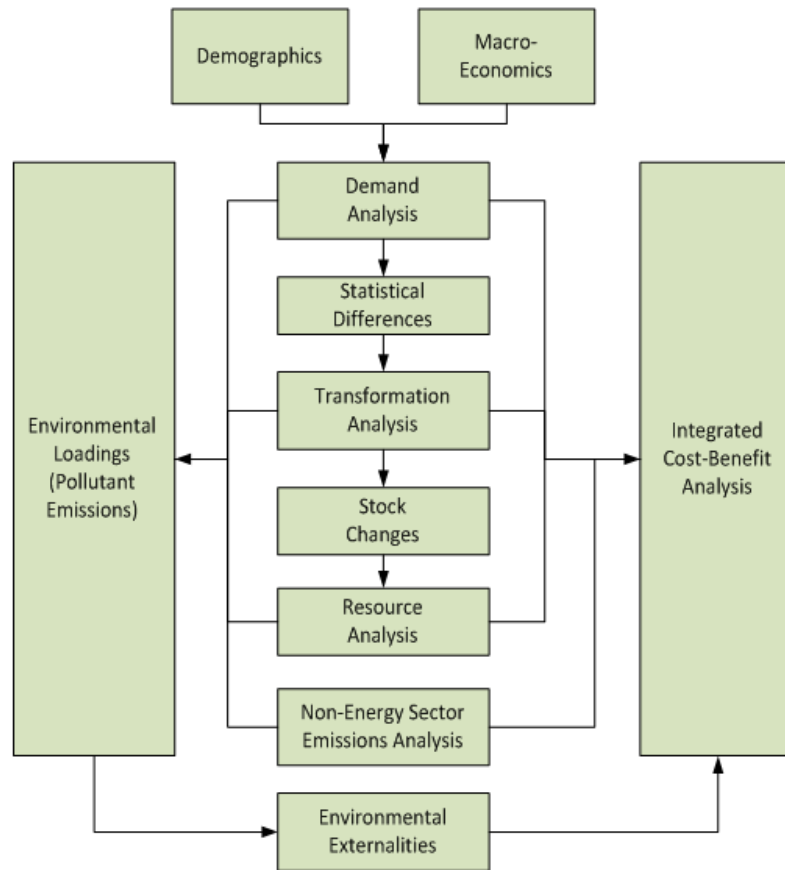 Demographics
Macro-
Economics
Demand
Analysis
Statistical
Differences
Transformation
Analysis
Environmental
Loadings
(Pollutant
Emissions)
Integrated
Cost-Benefit
Analysis
Stock
Changes
Resource
Analysis
Non-Energy Sector
Emissions Analysis
Environmental
Externalities